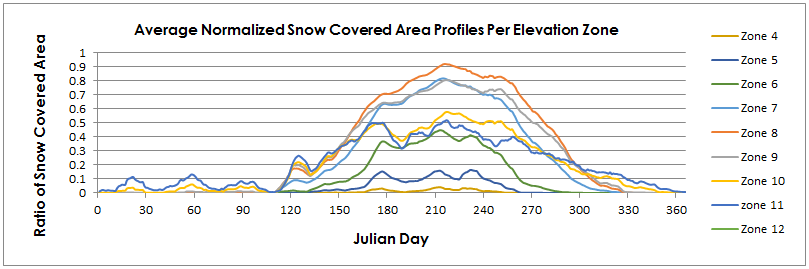 Average Normalized Snow Covered Area Profiles Per Elevation Zone
Ratio of Snow Covered Area
1
0.9
0.8
0.7
0.6
0.5
0.4
0.3
0.2
0.1
0
0 30 60 90 120 150 180 210 240 270 300 330 360
Julian Day
Zone 4
Zone 5
Zone 6
Zone 7
Zone 8
Zone 9
Zone 10
zone 11
Zone 12